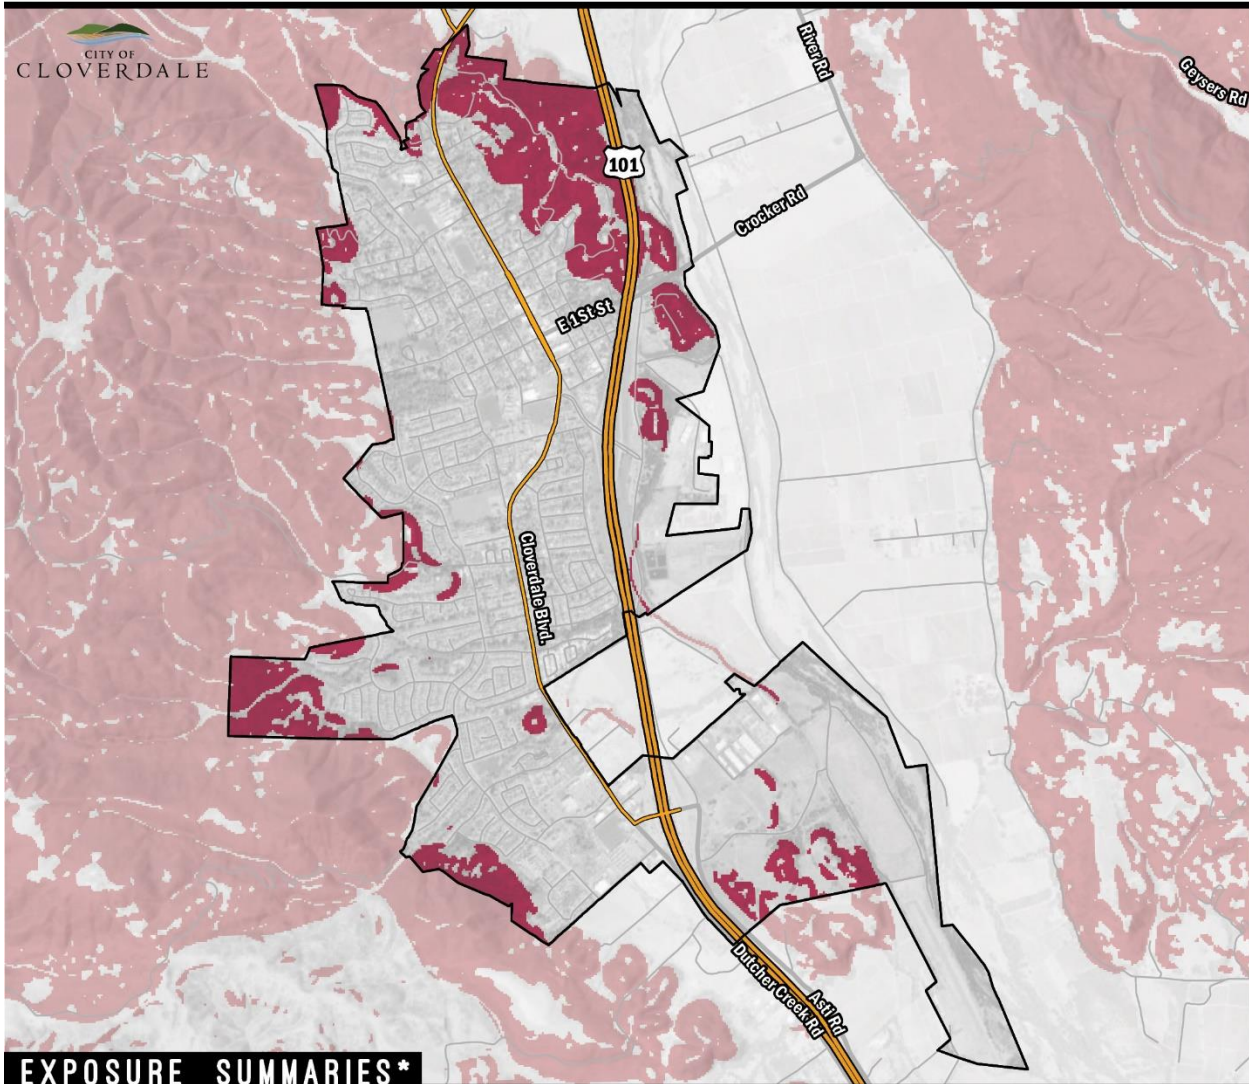 CITY OF
CLOVERDALE
River Rd
Geysers Rd
101
Crocker Rd
E 1St St
Cloverdale Blvd.
Asti Rd
Dutcher Creek Rd
EXPOSURE SUMMARIES*